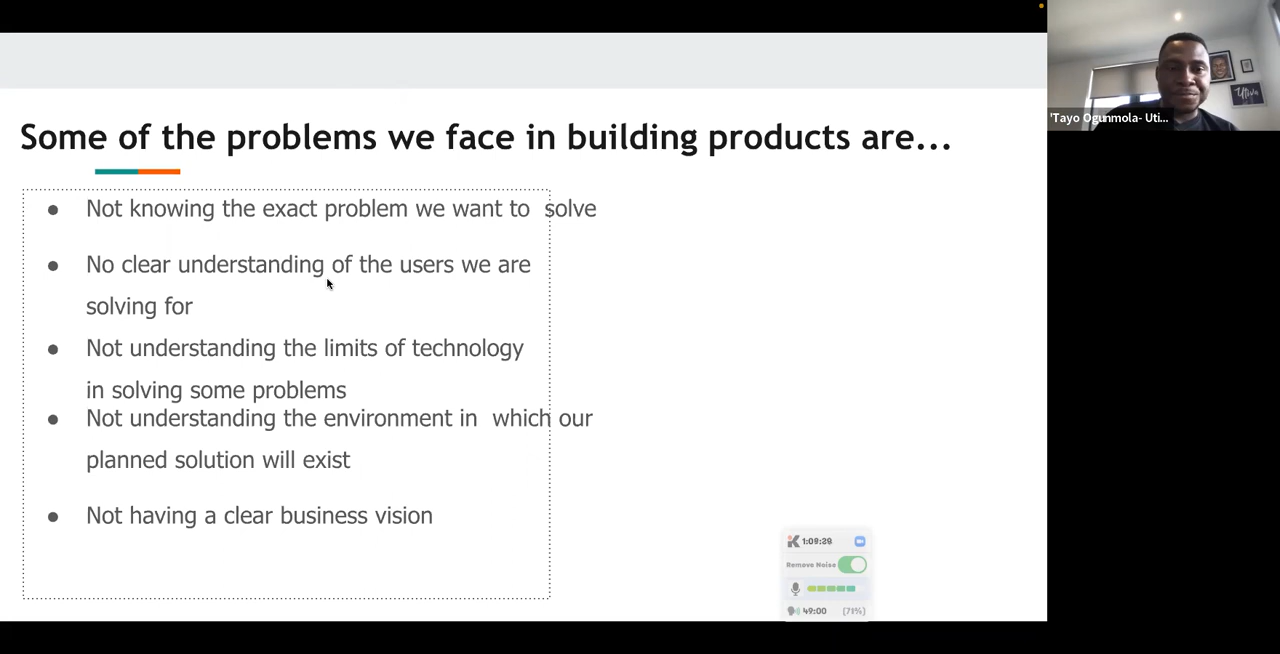 Some of the problems we face in building products are...
● Not knowing the exact problem we want to solve
● No clear understanding of the users we are
solving for
● Not understanding the limits of technology
in solving some problems
● Not understanding the environment in which our
planned solution will exist
● Not having a clear business vision
'Tayo Ogunmola- Uti...
Utiva
1:09:29
Remove Noise
49:00 [71%]